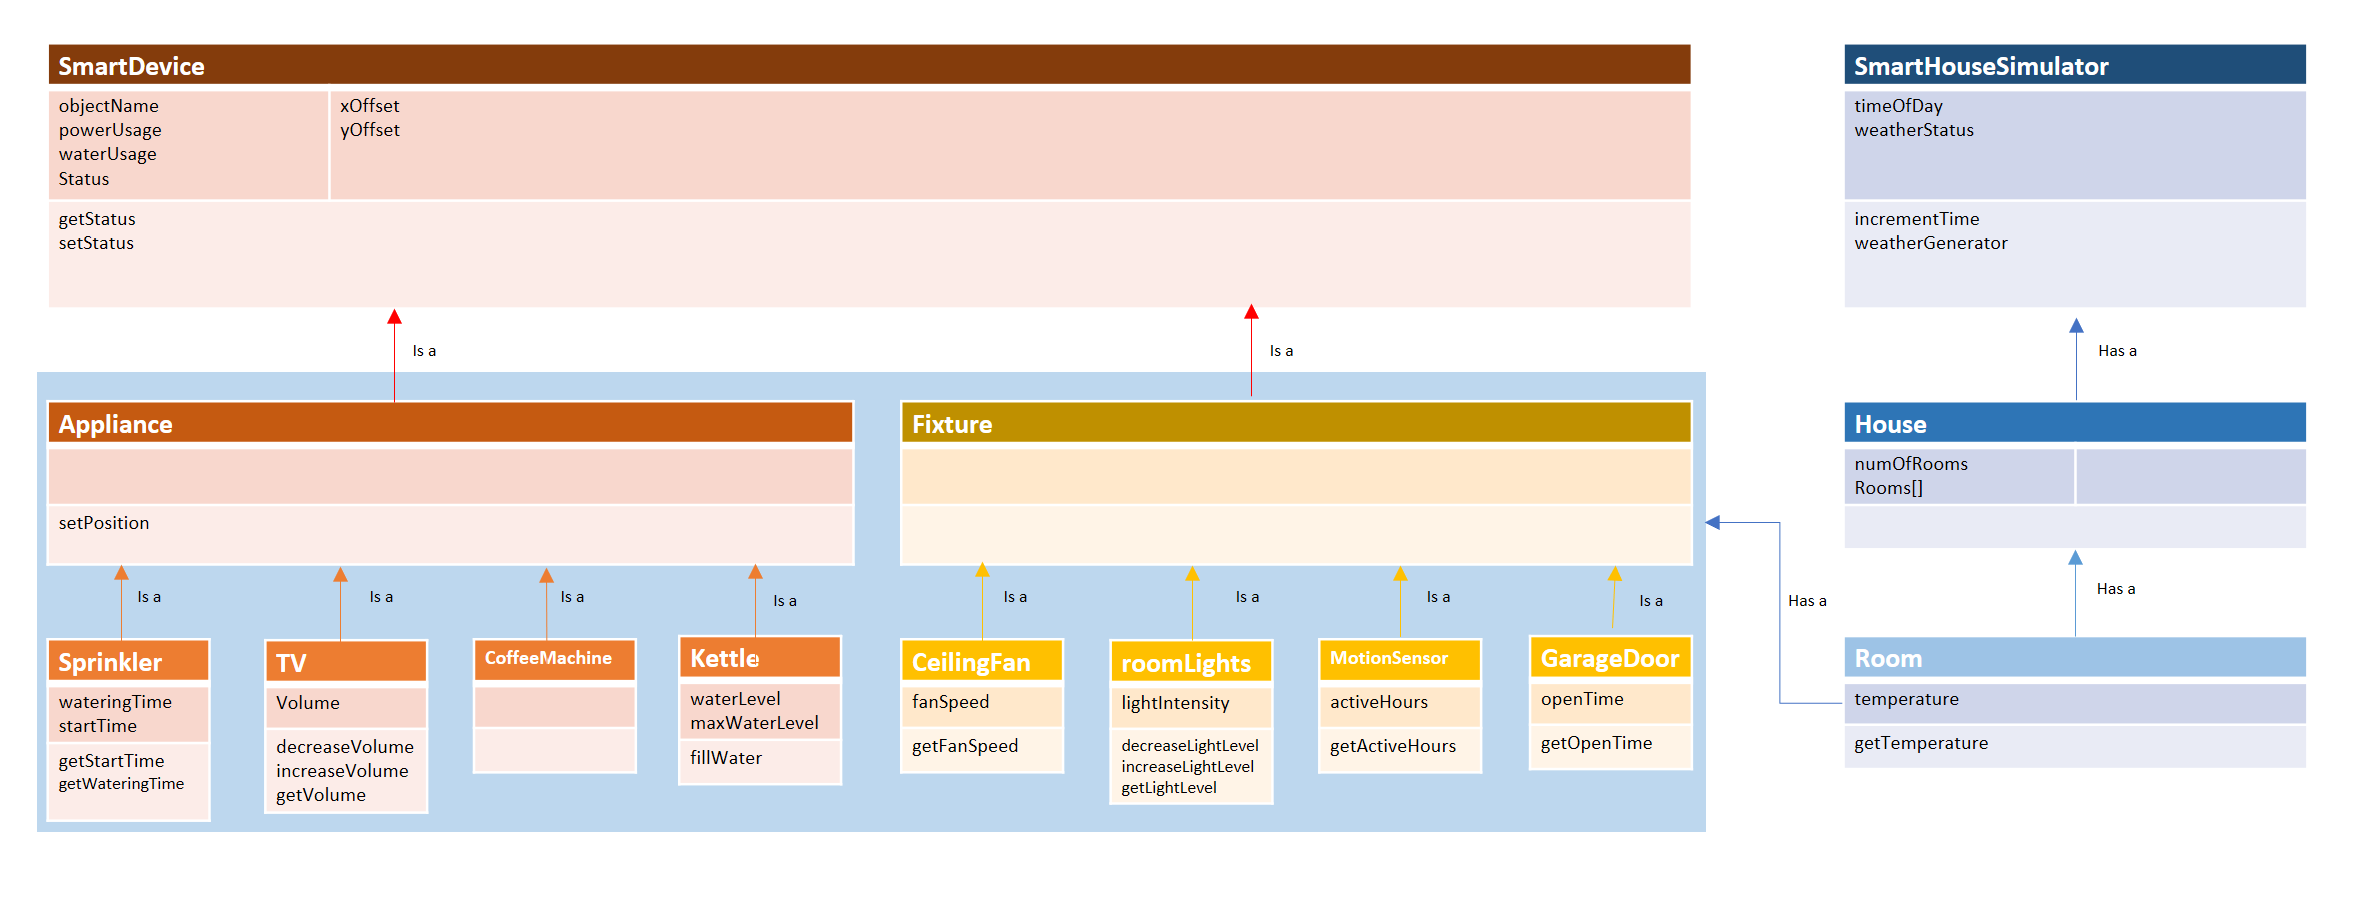 SmartDevice
objectName
powerUsage
waterUsage
Status
xOffset
yOffset
getStatus
setStatus
SmartHouseSimulator
timeOfDay
weatherStatus
incrementTime
weatherGenerator
Is a
Is a
Has a
Appliance
setPosition
Fixture
House
numOfRooms
Rooms[]
Is a
Is a
Is a
Is a
Is a
Is a
Is a
Is a
Has a
Has a
Sprinkler
wateringTime
startTime
getStartTime
getWateringTime
TV
Volume
decreaseVolume
increaseVolume
getVolume
CoffeeMachine
Kettle
waterLevel
maxWaterLevel
fillWater
CeilingFan
fanSpeed
getFanSpeed
roomLights
lightIntensity
decreaseLightLevel
increaseLightLevel
getLightLevel
MotionSensor
activeHours
getActiveHours
GarageDoor
openTime
getOpenTime
Room
temperature
getTemperature